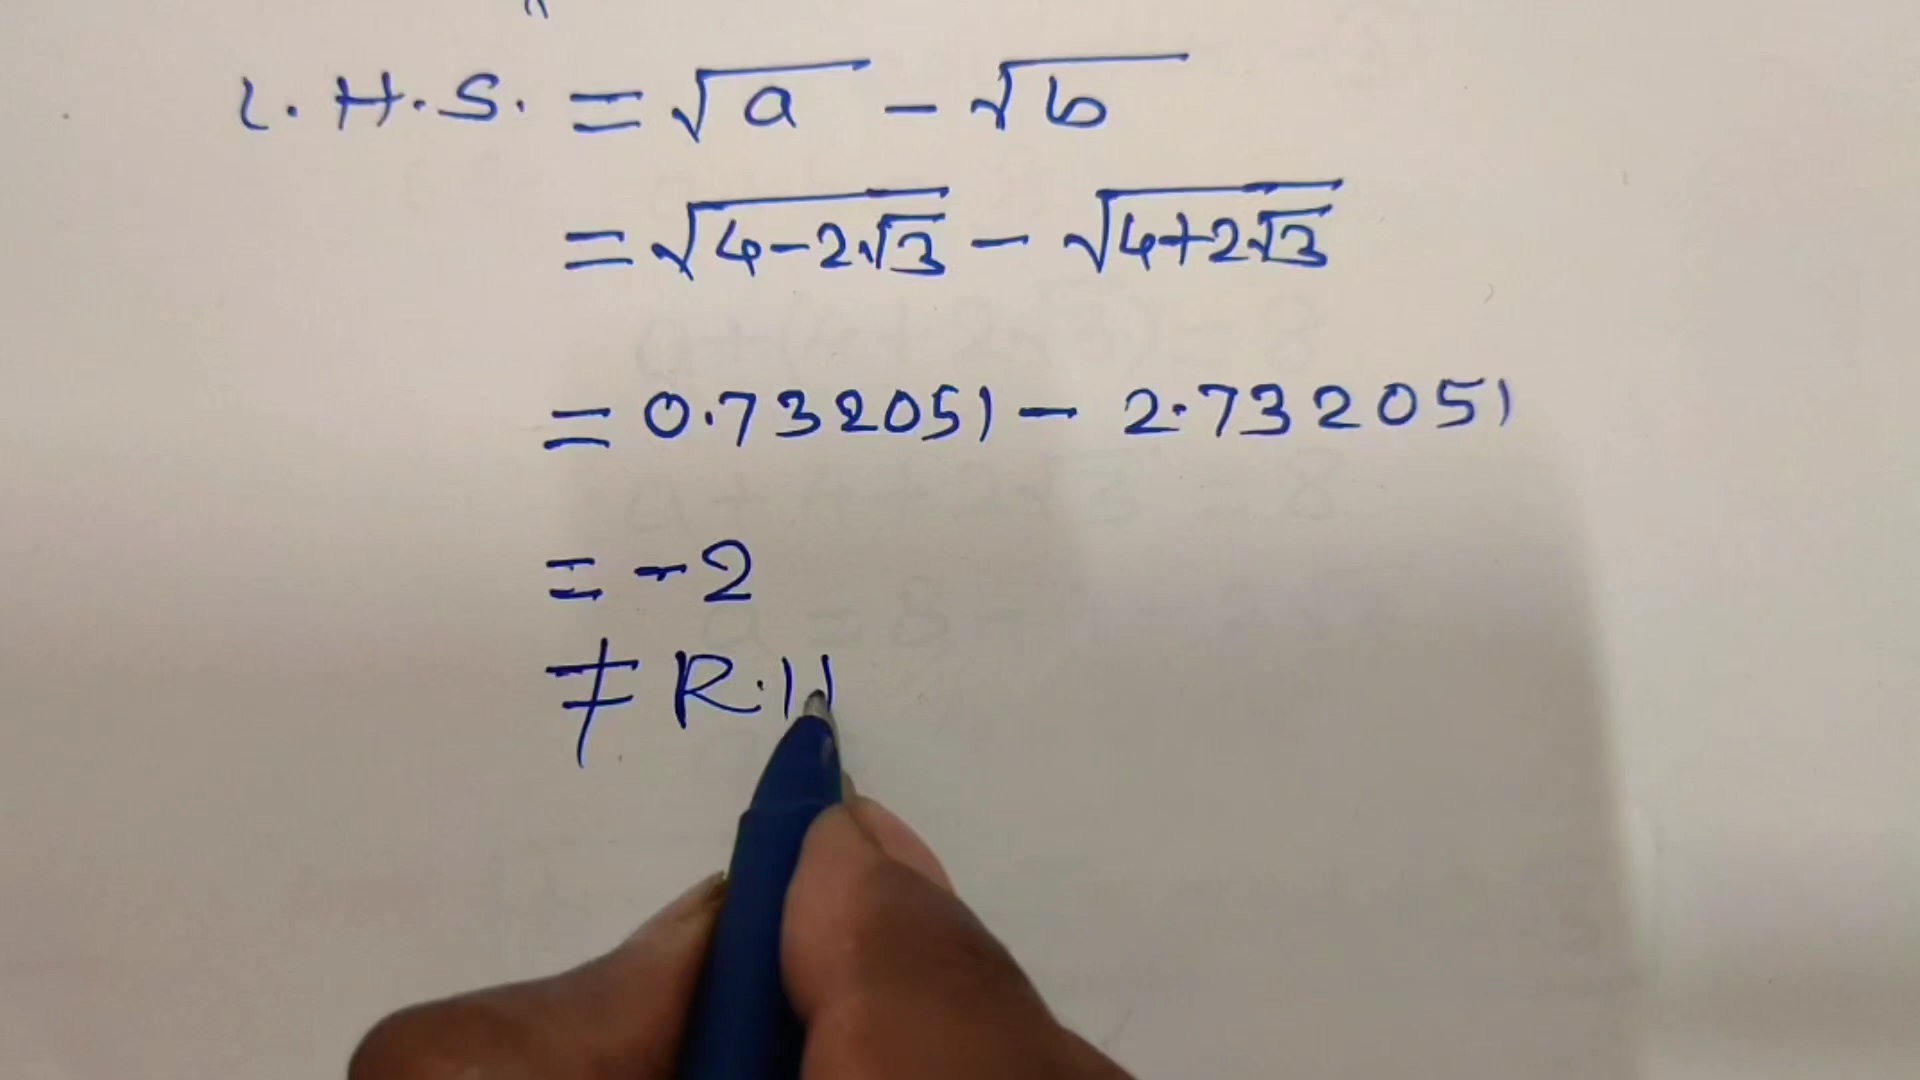 L.H.S. = √a - √b
= √(4-2√3) - √(4+2√3)
= 0.732051 - 2.732051
= -2
≠ R.H